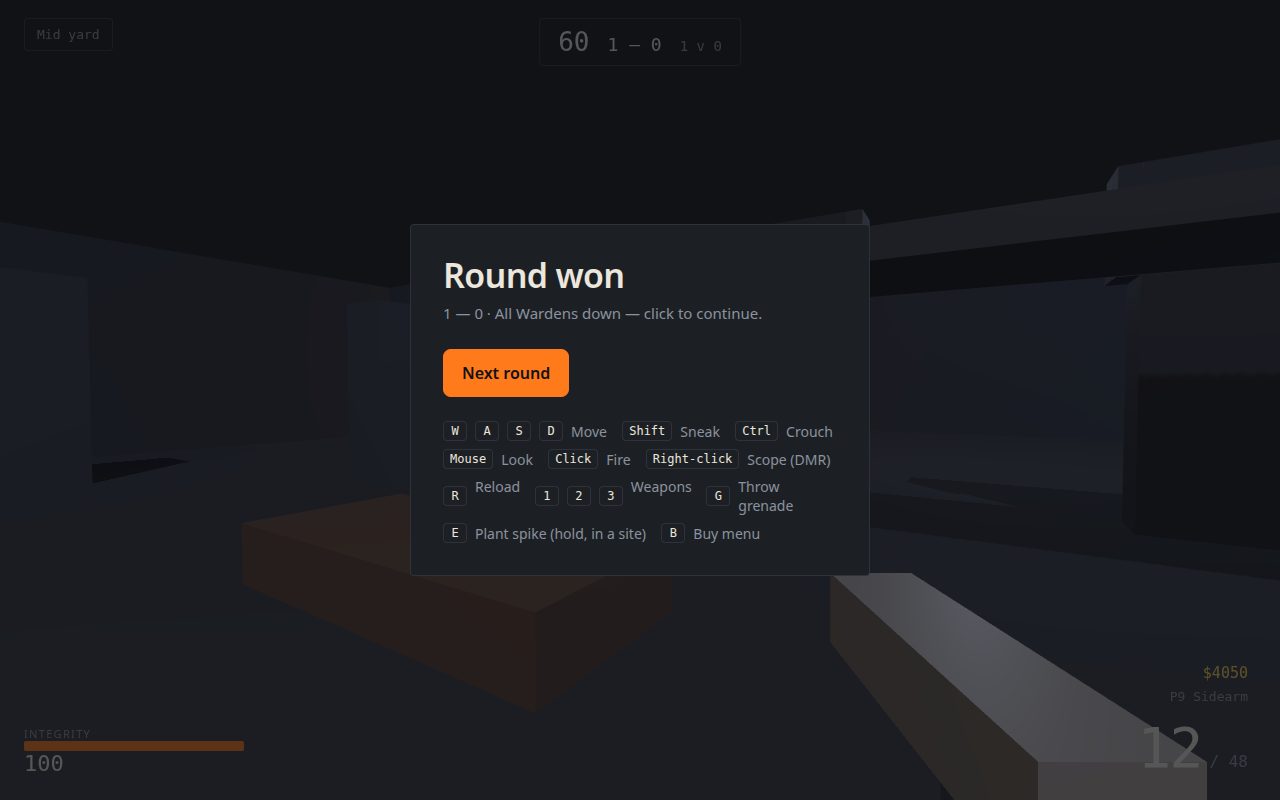 Mid yard
60 1 — 0 1 v 0
Round won
1 — 0 · All Wardens down — click to continue.
Next round
W A S D Move Shift Sneak Ctrl Crouch
Mouse Look Click Fire Right-click Scope (DMR)
R Reload 1 2 3 Weapons G Throw grenade
E Plant spike (hold, in a site) B Buy menu
$4050
P9 Sidearm
INTEGRITY
100
12 / 48